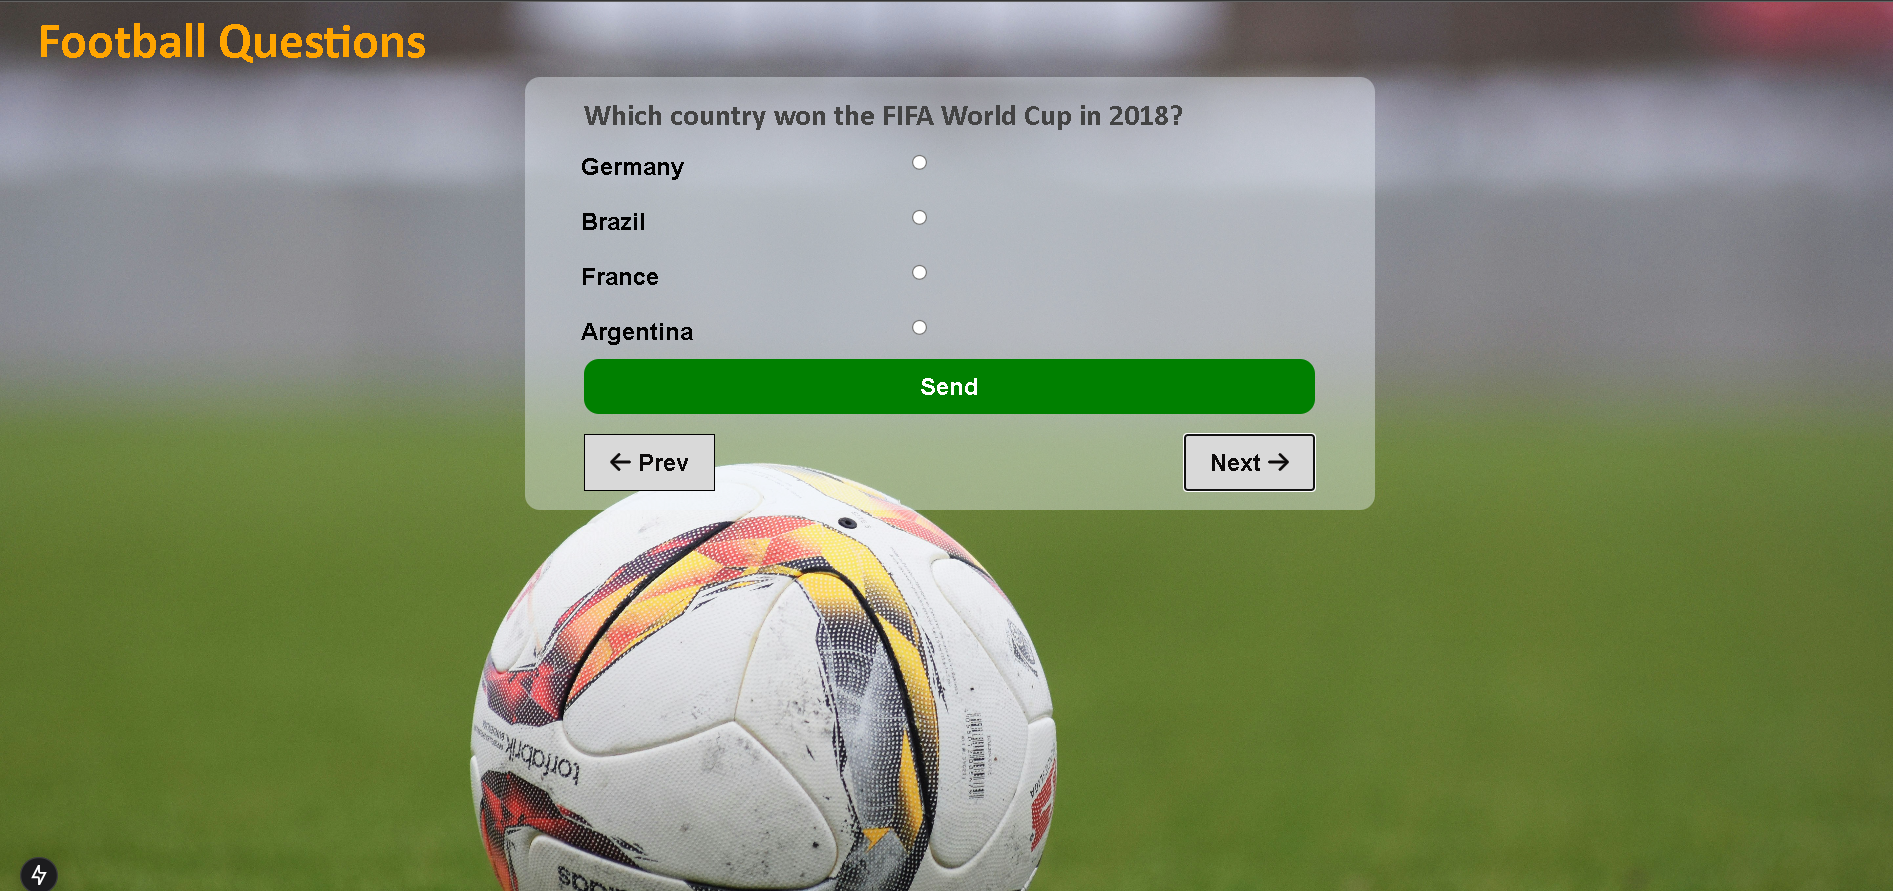 Football Questions
Which country won the FIFA World Cup in 2018?
Germany
Brazil
France
Argentina
Send
← Prev
Next →
torfabrik